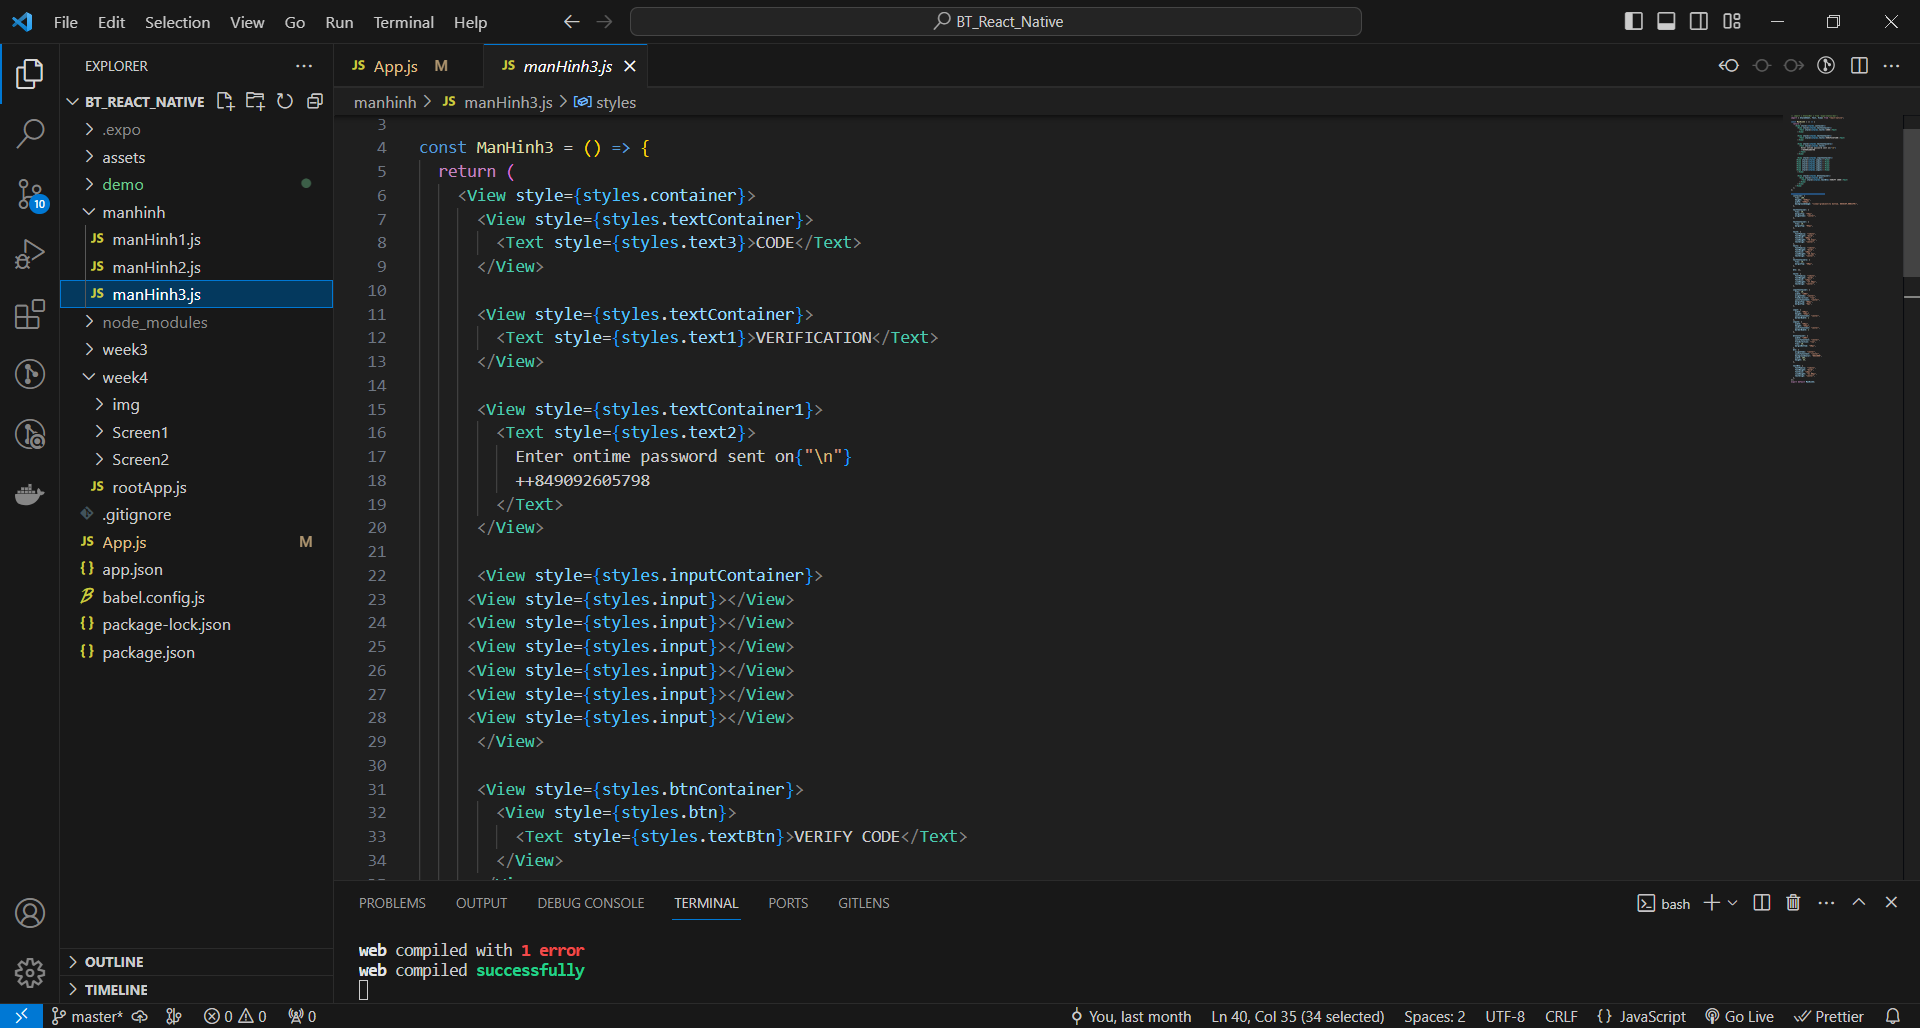 File Edit Selection View Go Run Terminal Help
BT_React_Native
EXPLORER
BT_REACT_NATIVE
.expo
assets
demo
manhinh
JS manHinh1.js
JS manHinh2.js
JS manHinh3.js
node_modules
week3
week4
img
Screen1
Screen2
JS rootApp.js
.gitignore
JS App.js M
{} app.json
babel.config.js
{} package-lock.json
{} package.json
OUTLINE
TIMELINE
10
JS App.js M
JS manHinh3.js
manhinh > JS manHinh3.js > styles
3
4 const ManHinh3 = () => {
5 return (
6 <View style={styles.container}>
7 <View style={styles.textContainer}>
8 <Text style={styles.text3}>CODE</Text>
9 </View>
10
11 <View style={styles.textContainer}>
12 <Text style={styles.text1}>VERIFICATION</Text>
13 </View>
14
15 <View style={styles.textContainer1}>
16 <Text style={styles.text2}>
17 Enter ontime password sent on{"\n"}
18 ++849092605798
19 </Text>
20 </View>
21
22 <View style={styles.inputContainer}>
23 <View style={styles.input}></View>
24 <View style={styles.input}></View>
25 <View style={styles.input}></View>
26 <View style={styles.input}></View>
27 <View style={styles.input}></View>
28 <View style={styles.input}></View>
29 </View>
30
31 <View style={styles.btnContainer}>
32 <View style={styles.btn}>
33 <Text style={styles.textBtn}>VERIFY CODE</Text>
34 </View>
PROBLEMS OUTPUT DEBUG CONSOLE TERMINAL PORTS GITLENS
bash
web compiled with 1 error
web compiled successfully
master* 0 0 0 You, last month Ln 40, Col 35 (34 selected) Spaces: 2 UTF-8 CRLF {} JavaScript Go Live Prettier